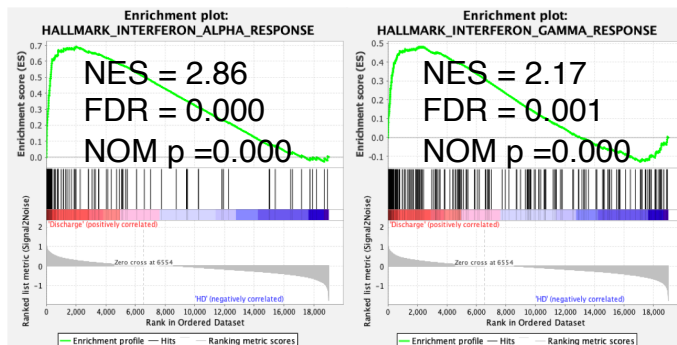 Enrichment plot:
HALLMARK_INTERFERON_ALPHA_RESPONSE
Enrichment score (ES)
0.7
0.6
0.5
0.4
0.3
0.2
0.1
0.0
NES = 2.86
FDR = 0.000
NOM p =0.000
Ranked list metric (Signal2Noise)
2
1
0
-1
'Discharge' (positively correlated)
Zero cross at 6554
'HD' (negatively correlated)
0 2,000 4,000 6,000 8,000 10,000 12,000 14,000 16,000 18,000
Rank in Ordered Dataset
Enrichment profile Hits Ranking metric scores
Enrichment plot:
HALLMARK_INTERFERON_GAMMA_RESPONSE
Enrichment score (ES)
0.5
0.4
0.3
0.2
0.1
0.0
-0.1
NES = 2.17
FDR = 0.001
NOM p =0.000
Ranked list metric (Signal2Noise)
2
1
0
-1
'Discharge' (positively correlated)
Zero cross at 6554
'HD' (negatively correlated)
0 2,000 4,000 6,000 8,000 10,000 12,000 14,000 16,000 18,000
Rank in Ordered Dataset
Enrichment profile Hits Ranking metric scores